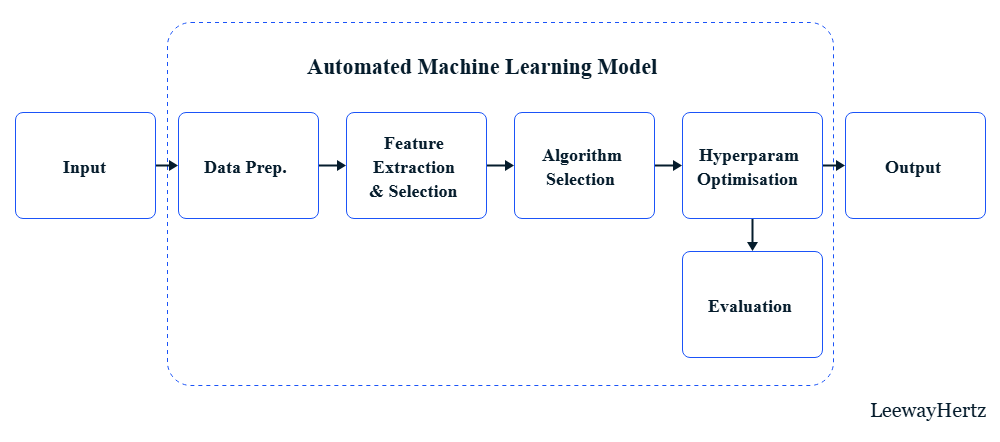 Automated Machine Learning Model
Input
Data Prep.
Feature
Extraction
& Selection
Algorithm
Selection
Hyperparam
Optimisation
Output
Evaluation
LeewayHertz